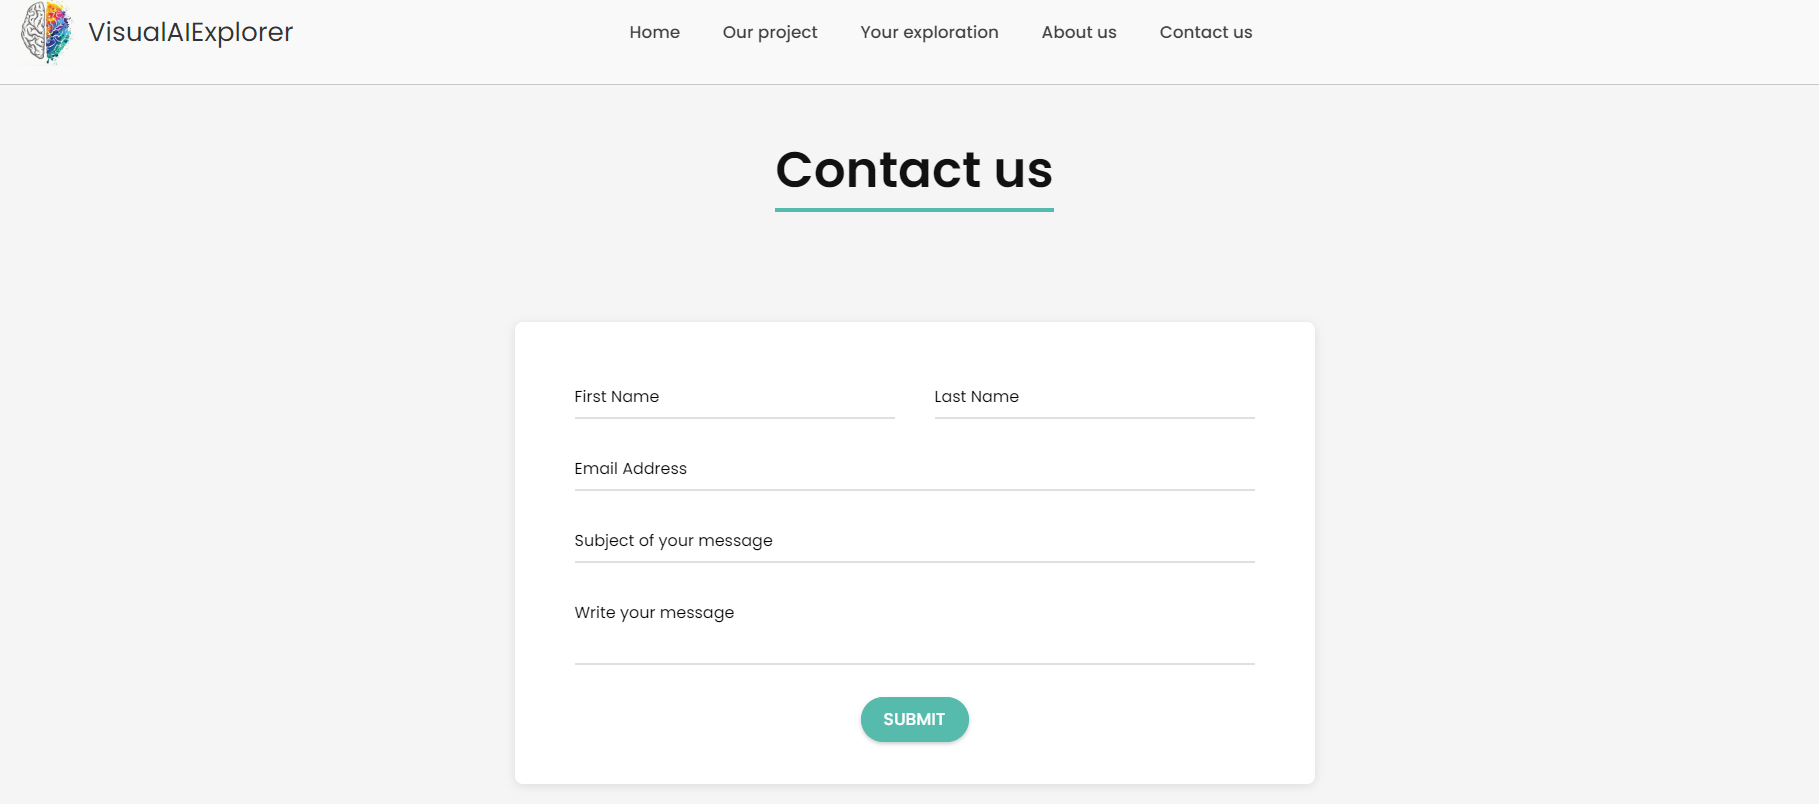 VisualAIExplorer
Home Our project Your exploration About us Contact us
Contact us
First Name Last Name
Email Address
Subject of your message
Write your message
SUBMIT